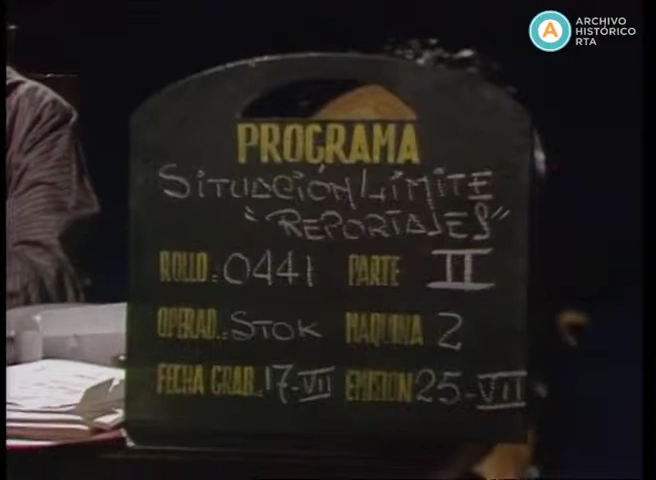 ARCHIVO
HISTÓRICO
RTA
A
PROGRAMA
SITUACIÓN LÍMITE
"REPORTAJES"
ROLLO: 0441 PARTE II
OPERAD.: STOK MAQUINA 2
FECHA GRAB.: 17-VII EMISION 25-VII